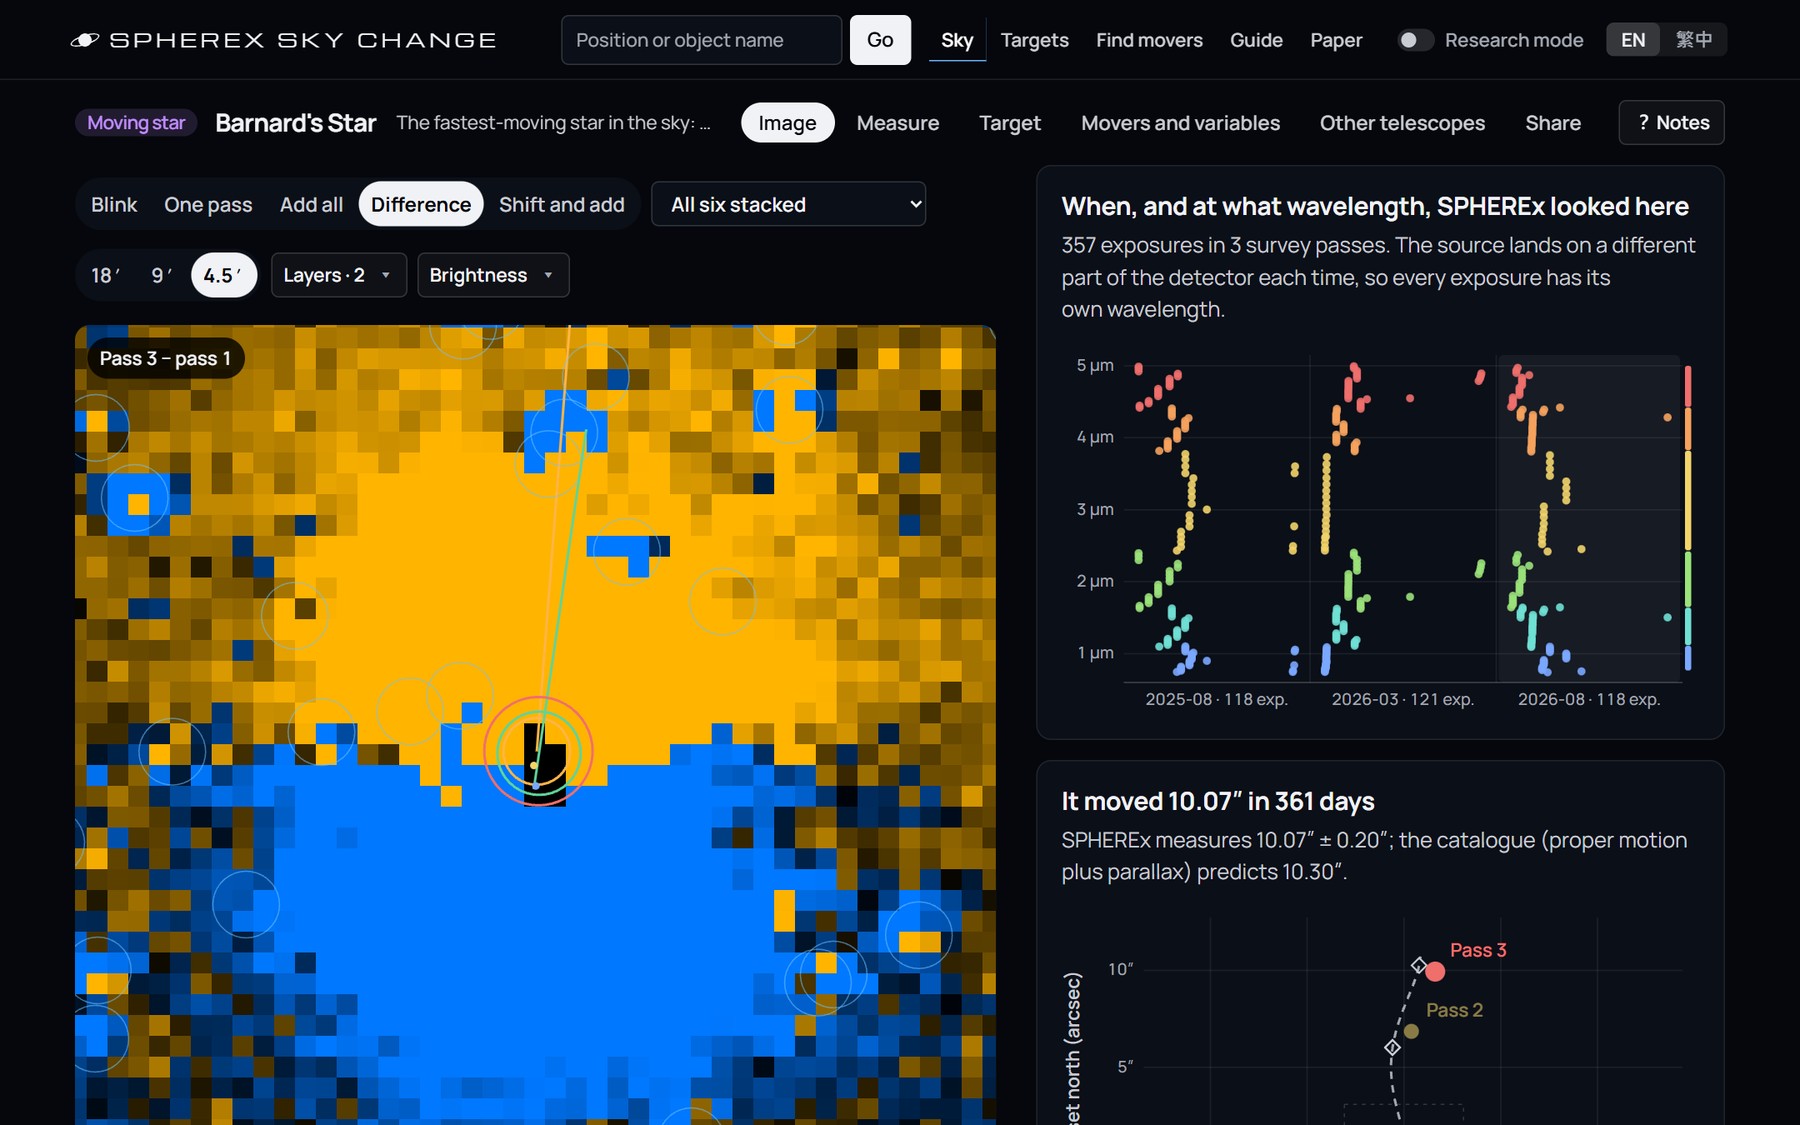 SPHEREX SKY CHANGE
Position or object name
Go
Sky
Targets
Find movers
Guide
Paper
Research mode
EN
繁中
Moving star
Barnard's Star
The fastest-moving star in the sky: ...
Image
Measure
Target
Movers and variables
Other telescopes
Share
? Notes
Blink
One pass
Add all
Difference
Shift and add
All six stacked
18 ′
9 ′
4.5 ′
Layers · 2
Brightness
Pass 3 − pass 1
When, and at what wavelength, SPHEREx looked here
357 exposures in 3 survey passes. The source lands on a different
part of the detector each time, so every exposure has its
own wavelength.
5 µm
4 µm
3 µm
2 µm
1 µm
2025-08 · 118 exp.
2026-03 · 121 exp.
2026-08 · 118 exp.
It moved 10.07″ in 361 days
SPHEREx measures 10.07″ ± 0.20″; the catalogue (proper motion
plus parallax) predicts 10.30″.
Pass 3
10″
Pass 2
5″
set north (arcsec)